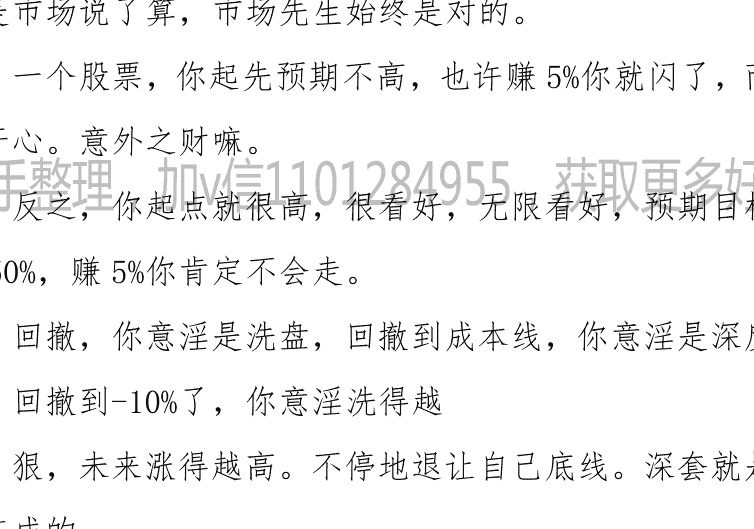 是市场说了算，市场先生始终是对的。
一个股票，你起先预期不高，也许赚 5%你就闪了，而
开心。意外之财嘛。
手整理 加v信1101284955 获取更多好
反之，你起点就很高，很看好，无限看好，预期目标
50%，赚 5%你肯定不会走。
回撤，你意淫是洗盘，回撤到成本线，你意淫是深度
回撤到-10%了，你意淫洗得越
狠，未来涨得越高。不停地退让自己底线。深套就是
成的